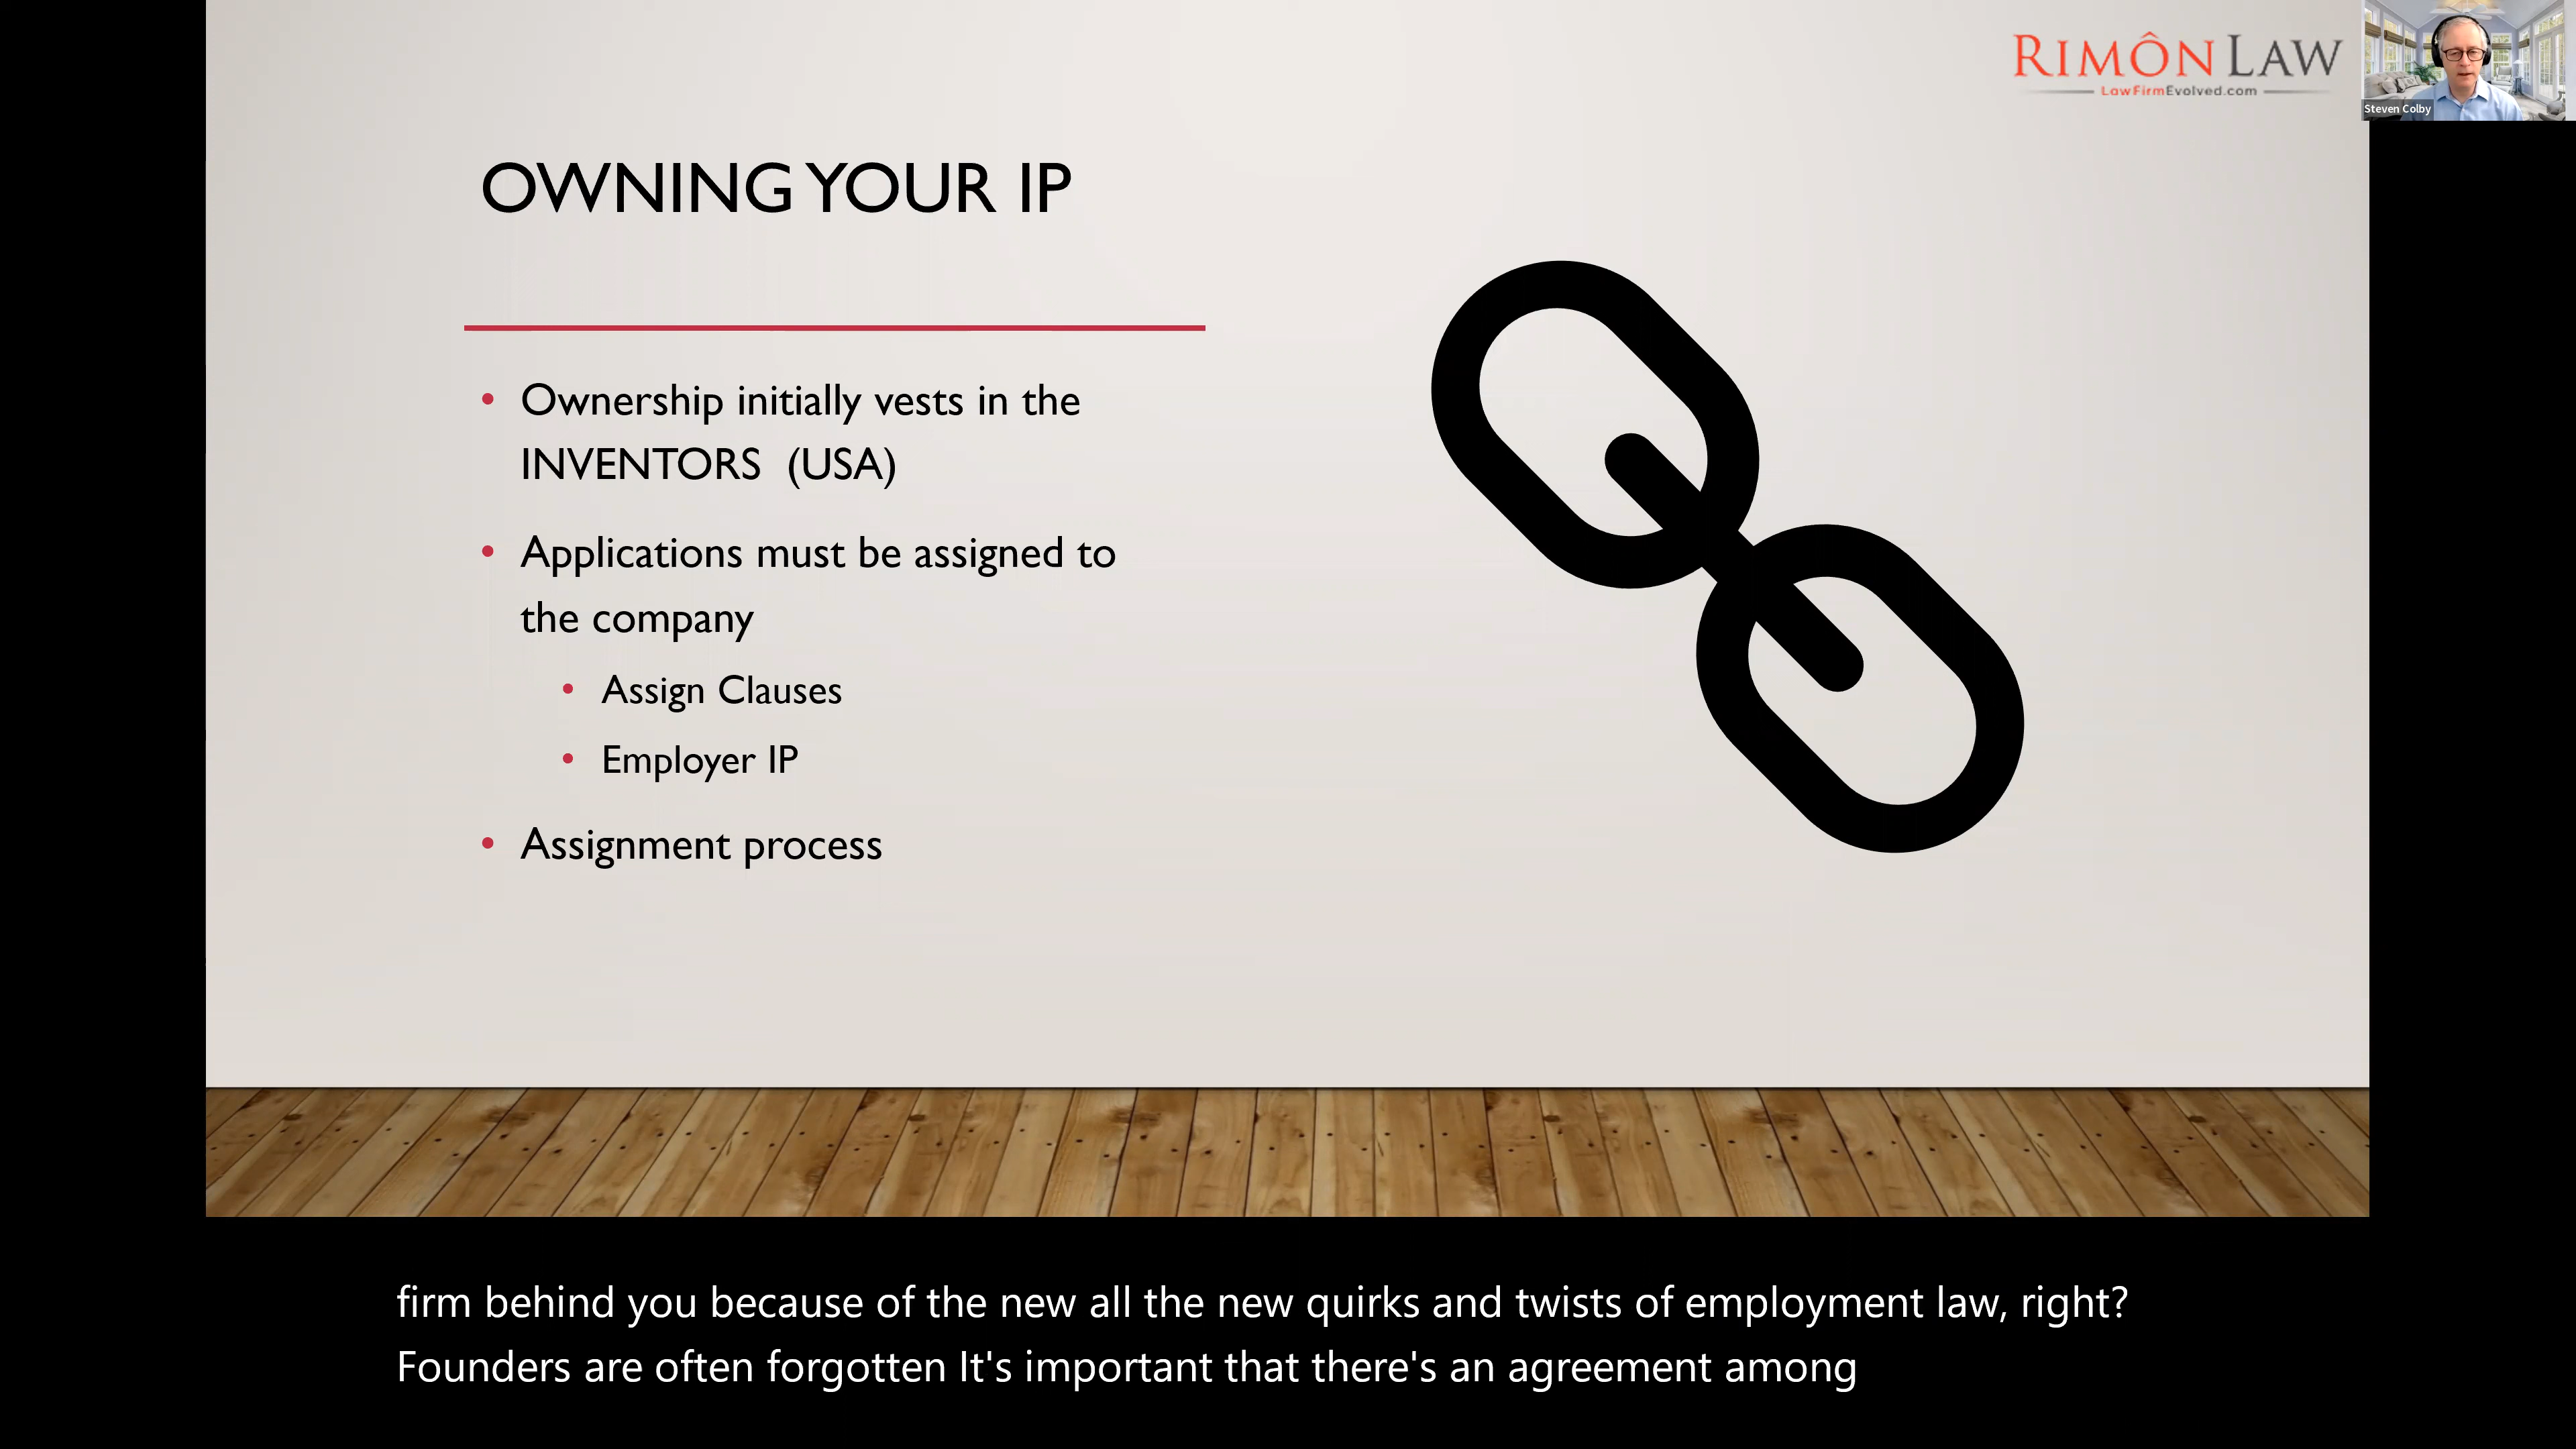 RIMÔN LAW
LawFirmEvolved.com
Steven Colby
OWNING YOUR IP
• Ownership initially vests in the
INVENTORS (USA)
• Applications must be assigned to
the company
• Assign Clauses
• Employer IP
• Assignment process
firm behind you because of the new all the new quirks and twists of employment law, right?
Founders are often forgotten It's important that there's an agreement among